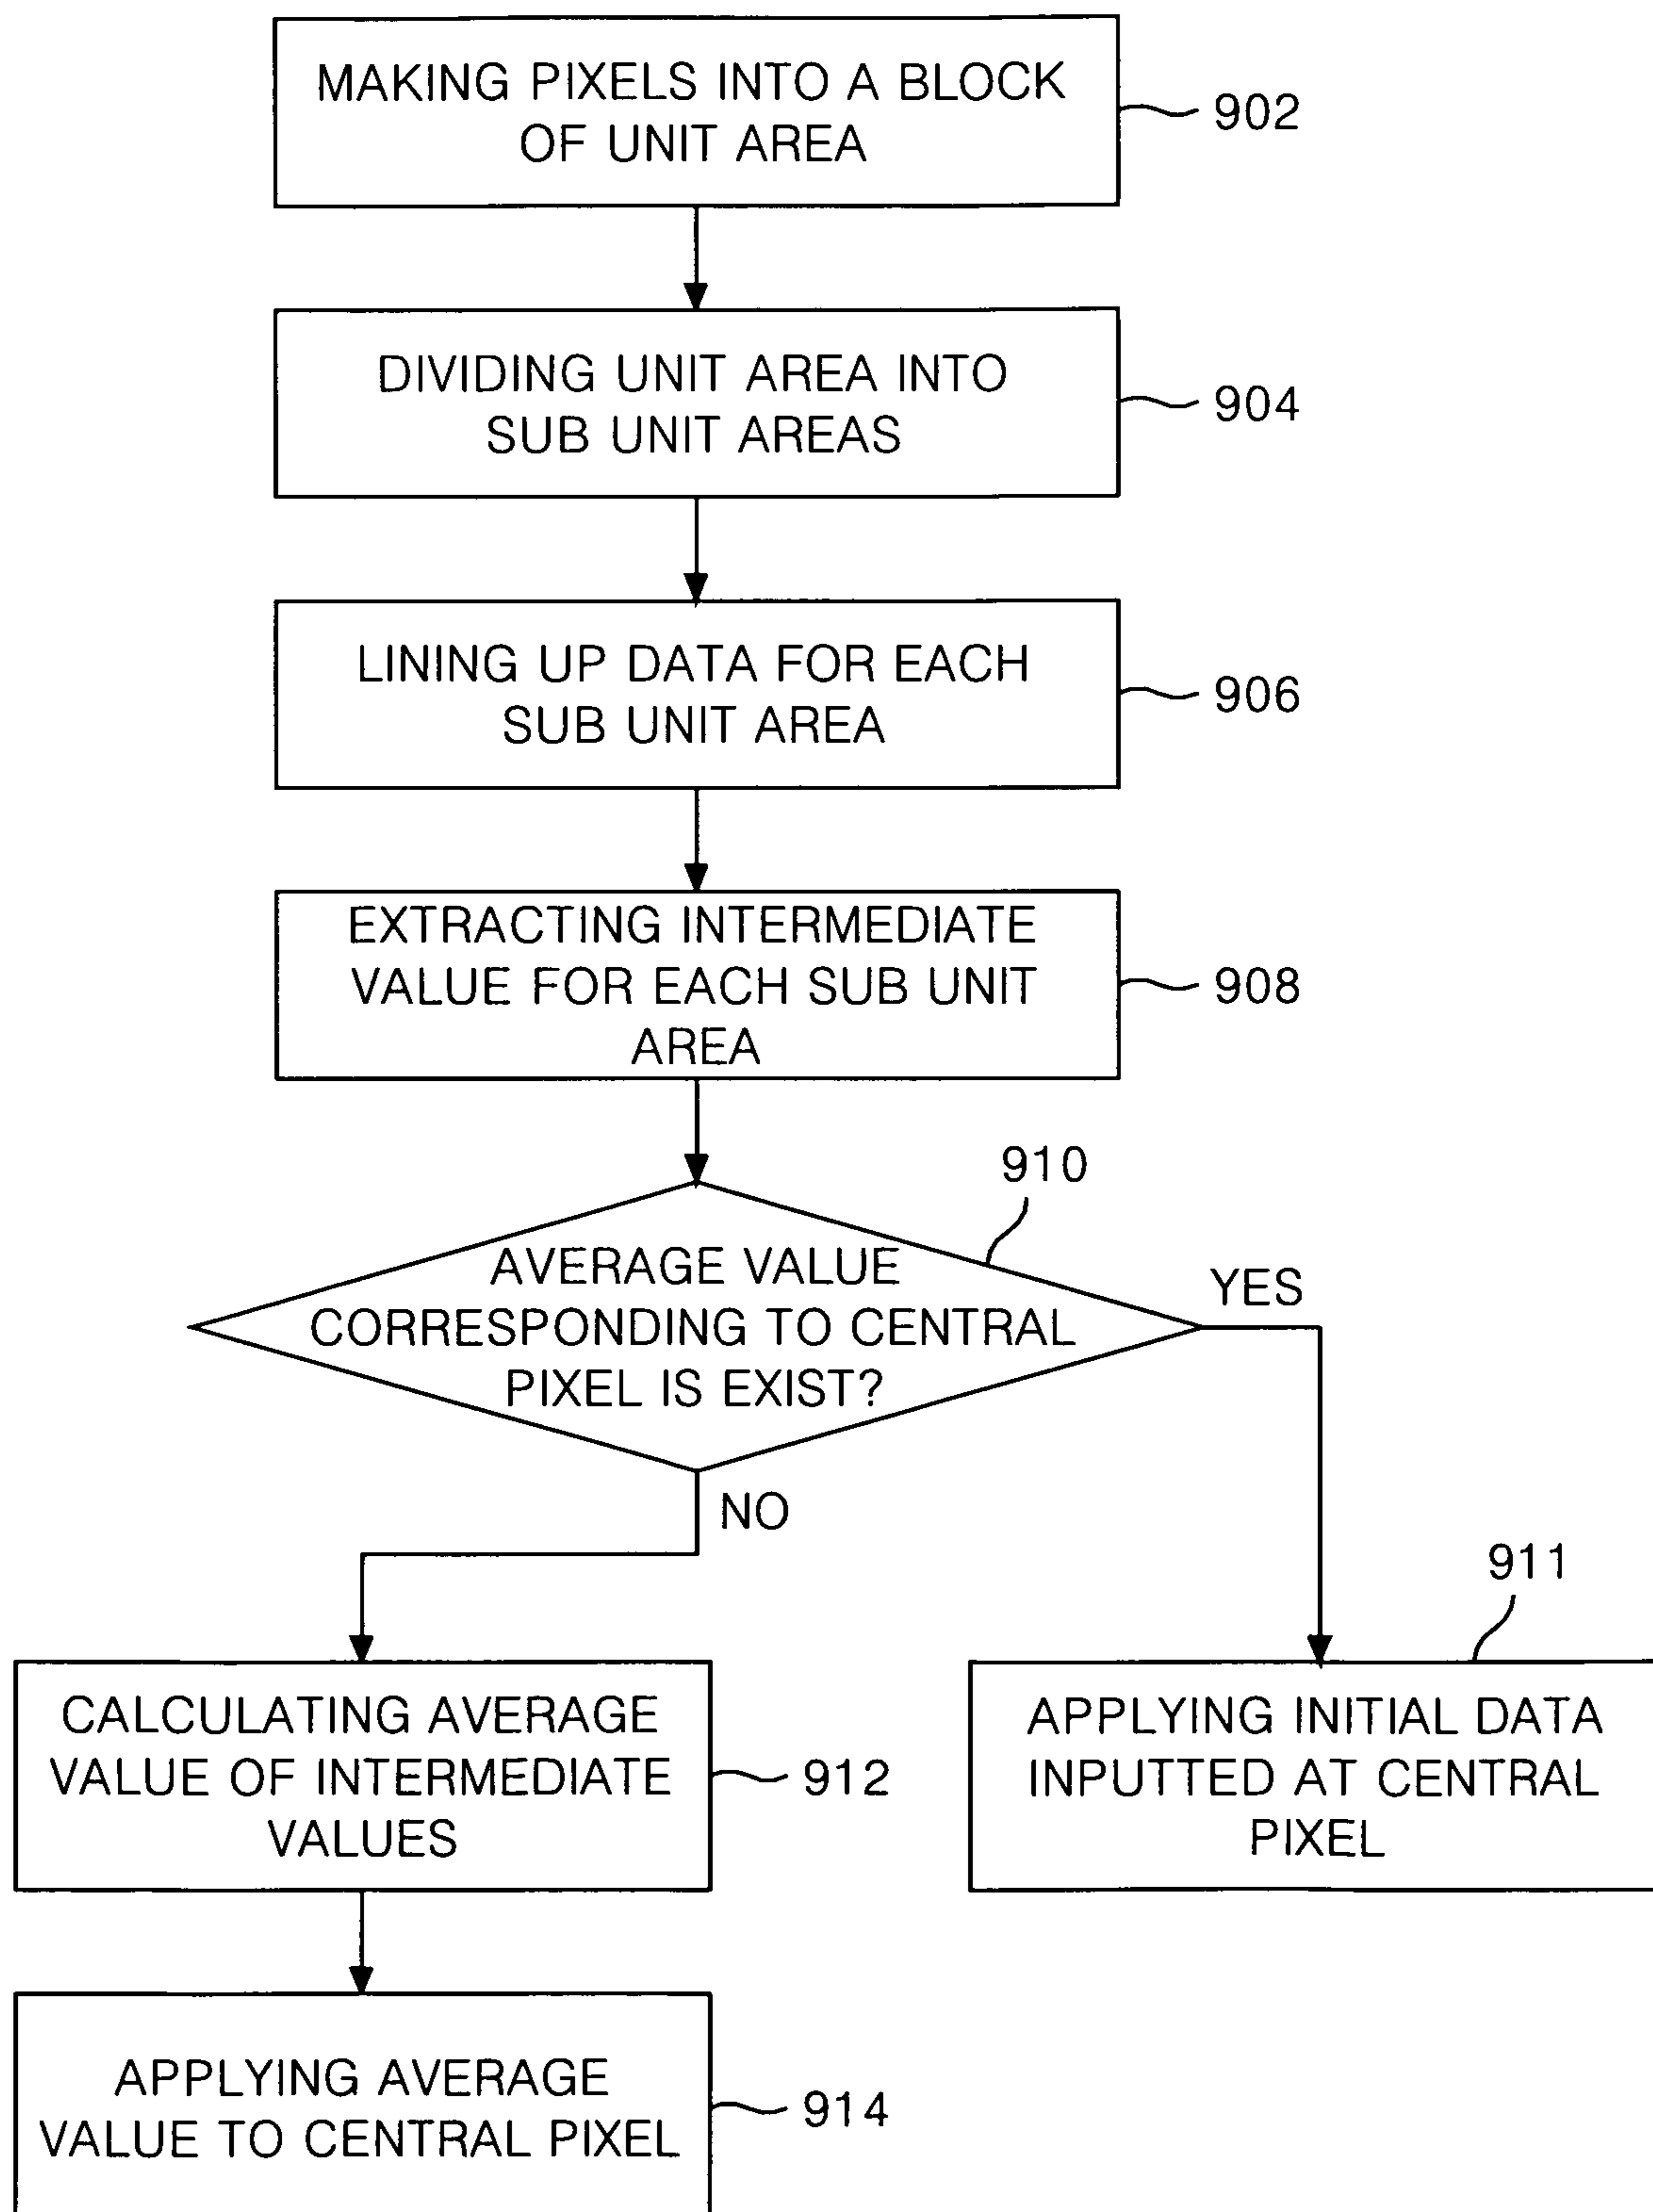 MAKING PIXELS INTO A BLOCK
OF UNIT AREA
902
DIVIDING UNIT AREA INTO
SUB UNIT AREAS
904
LINING UP DATA FOR EACH
SUB UNIT AREA
906
EXTRACTING INTERMEDIATE
VALUE FOR EACH SUB UNIT
AREA
908
910
AVERAGE VALUE
CORRESPONDING TO CENTRAL
PIXEL IS EXIST?
YES
NO
911
CALCULATING AVERAGE
VALUE OF INTERMEDIATE
VALUES
912
APPLYING INITIAL DATA
INPUTTED AT CENTRAL
PIXEL
APPLYING AVERAGE
VALUE TO CENTRAL PIXEL
914